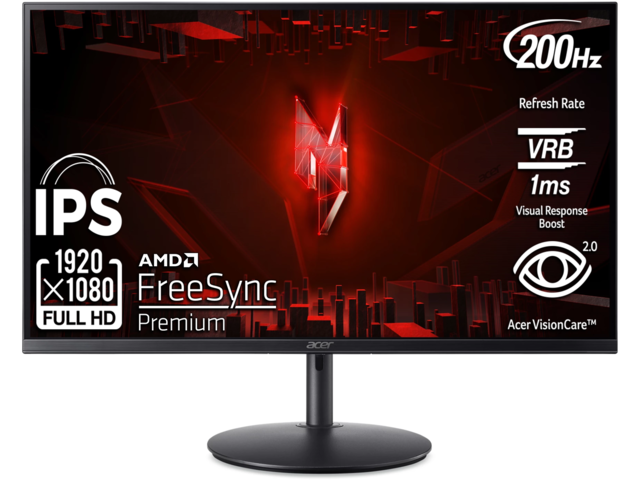 200Hz
Refresh Rate
VRB
1ms
Visual Response
Boost
2.0
Acer VisionCare™
IPS
1920
×1080
FULL HD
AMD
FreeSync
Premium
acer
acer